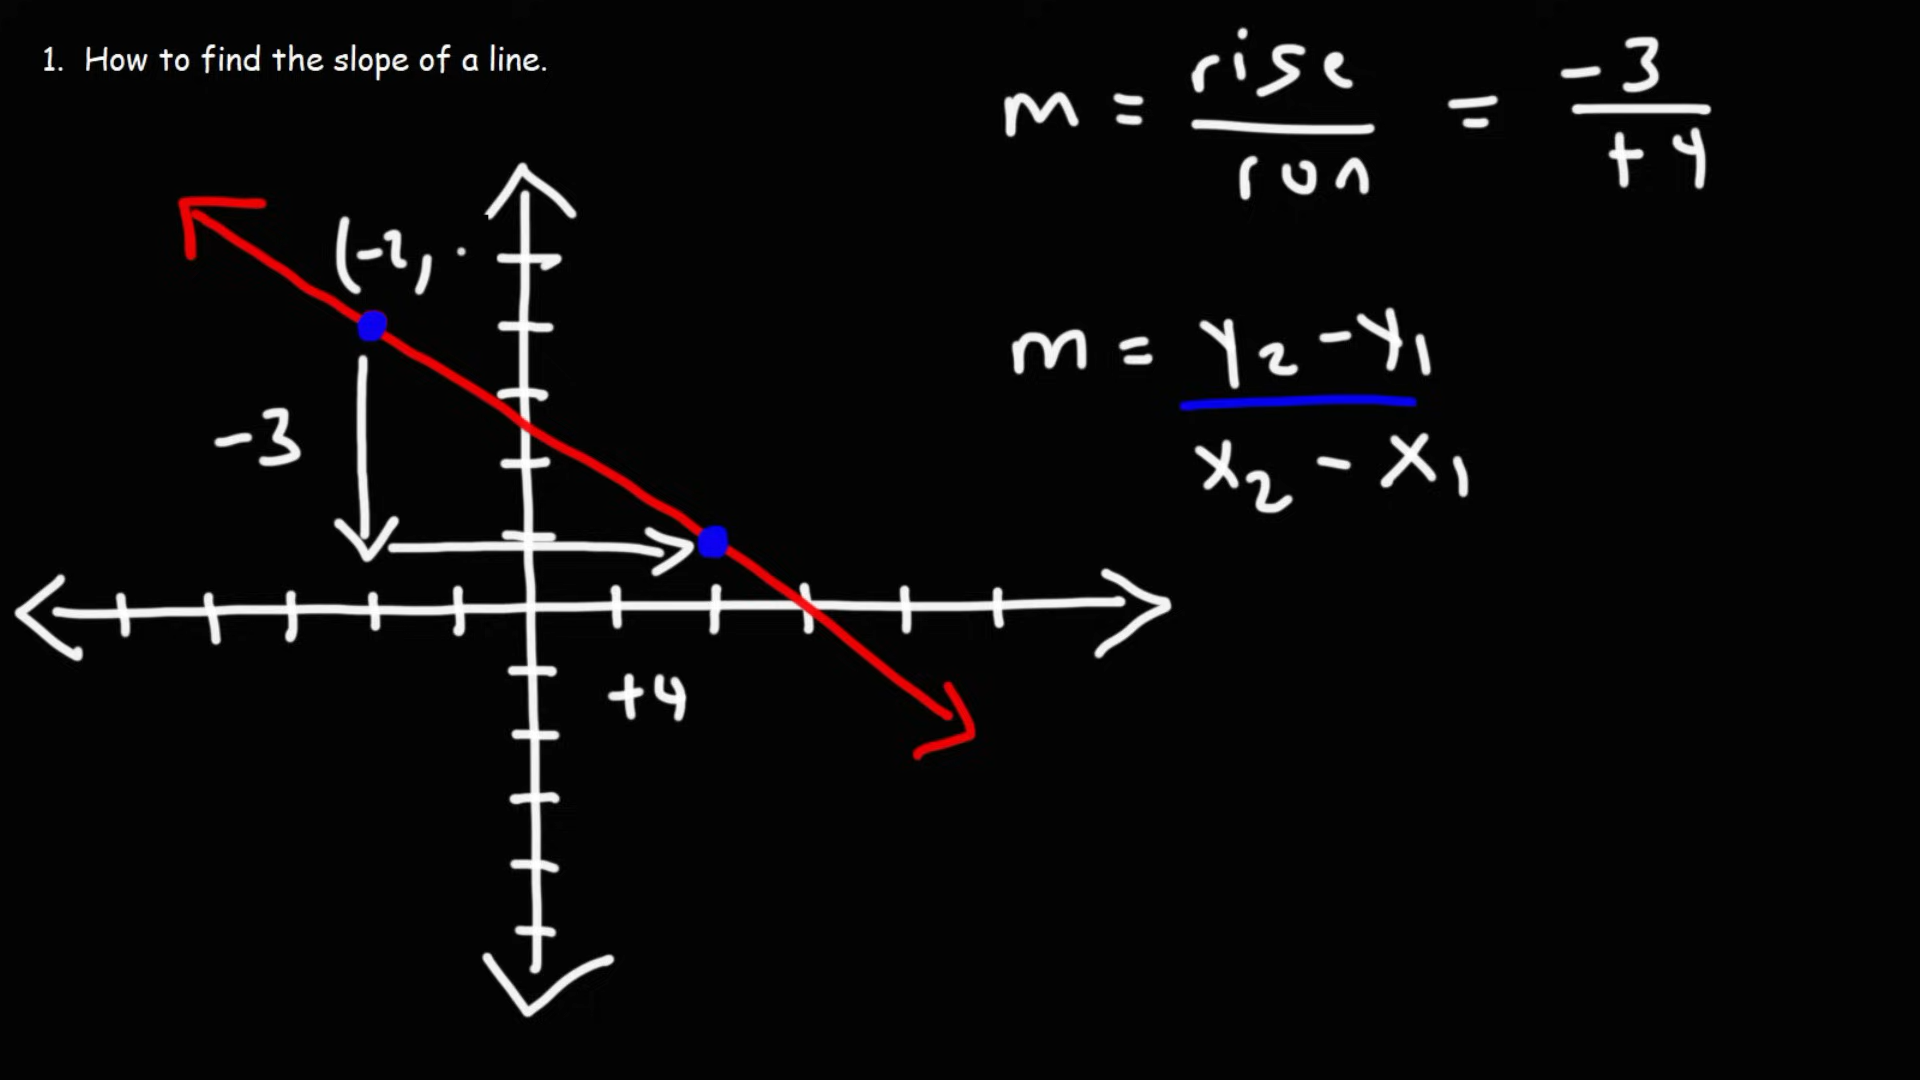 1. How to find the slope of a line.
m = rise/run = -3/+4
(-2,
-3
+4
m = y₂ - y₁ / x₂ - x₁